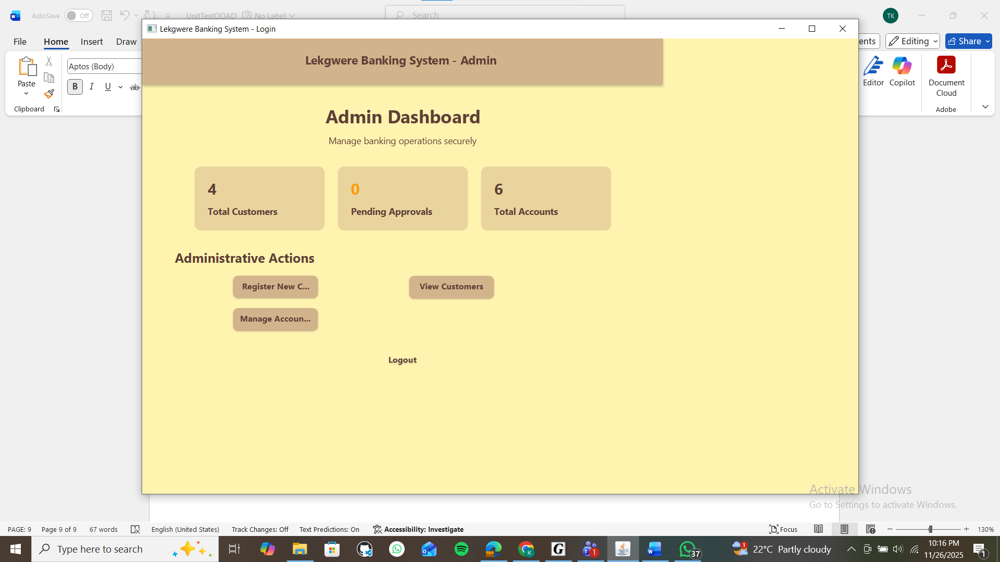 AutoSave Off UnitTestOOAD No Label Search TK
Lekgwere Banking System - Login
File Home Insert Draw ents Editing Share
Lekgwere Banking System - Admin
Aptos (Body)
Paste
B I U ab
Editor Copilot Document Cloud
Clipboard Adobe
Admin Dashboard
Manage banking operations securely
4 0 6
Total Customers Pending Approvals Total Accounts
Administrative Actions
Register New C... View Customers
Manage Accoun...
Logout
Activate Windows
Go to Settings to activate Windows.
PAGE: 9 Page 9 of 9 67 words English (United States) Track Changes: Off Text Predictions: On Accessibility: Investigate Focus 130%
Type here to search 1 37 1 22°C Partly cloudy 10:16 PM 1
11/26/2025